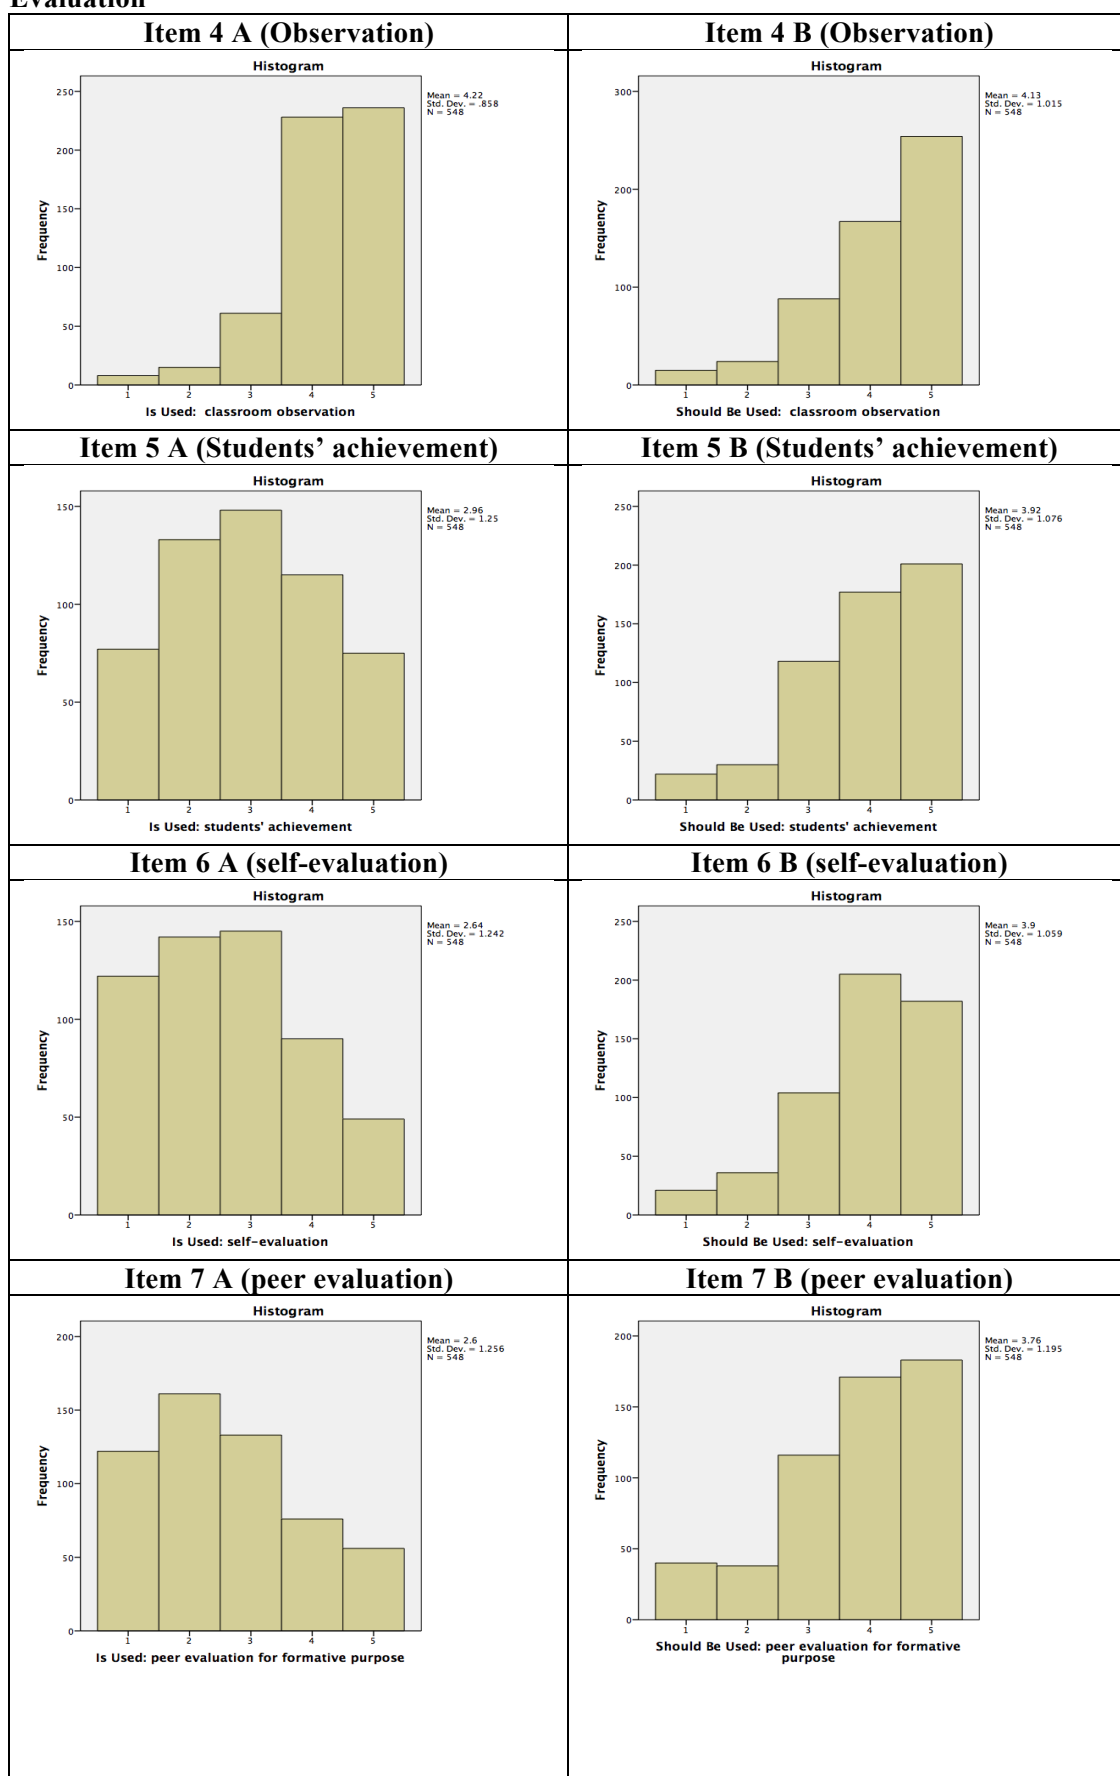 Evaluation
Item 4 A (Observation)
Item 4 B (Observation)
Histogram
Mean = 4.22
Std. Dev. = .858
N = 548
250
200
150
100
50
0
Frequency
1 2 3 4 5
Is Used: classroom observation
Histogram
Mean = 4.13
Std. Dev. = 1.015
N = 548
300
200
100
0
Frequency
1 2 3 4 5
Should Be Used: classroom observation
Item 5 A (Students’ achievement)
Item 5 B (Students’ achievement)
Histogram
Mean = 2.96
Std. Dev. = 1.25
N = 548
150
100
50
0
Frequency
1 2 3 4 5
Is Used: students' achievement
Histogram
Mean = 3.92
Std. Dev. = 1.076
N = 548
250
200
150
100
50
0
Frequency
1 2 3 4 5
Should Be Used: students' achievement
Item 6 A (self-evaluation)
Item 6 B (self-evaluation)
Histogram
Mean = 2.64
Std. Dev. = 1.242
N = 548
150
100
50
0
Frequency
1 2 3 4 5
Is Used: self-evaluation
Histogram
Mean = 3.9
Std. Dev. = 1.059
N = 548
250
200
150
100
50
0
Frequency
1 2 3 4 5
Should Be Used: self-evaluation
Item 7 A (peer evaluation)
Item 7 B (peer evaluation)
Histogram
Mean = 2.6
Std. Dev. = 1.256
N = 548
200
150
100
50
0
Frequency
1 2 3 4 5
Is Used: peer evaluation for formative purpose
Histogram
Mean = 3.76
Std. Dev. = 1.195
N = 548
200
150
100
50
0
Frequency
1 2 3 4 5
Should Be Used: peer evaluation for formative
purpose